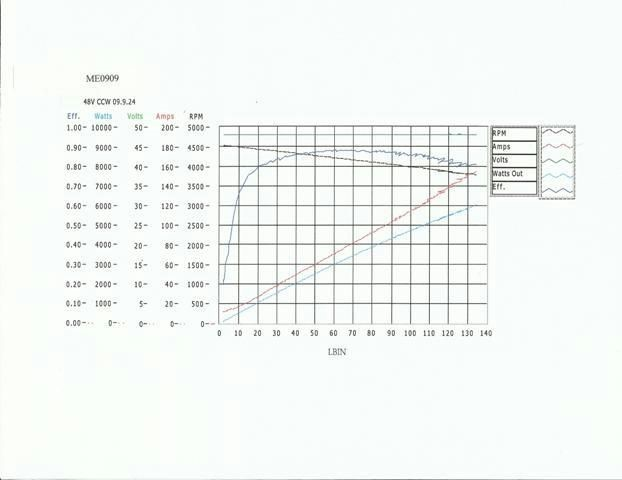 ME0909
48V CCW 09.9.24
Eff. Watts Volts Amps RPM
1.00 10000 50 200 5000
0.90 9000 45 180 4500
0.80 8000 40 160 4000
0.70 7000 35 140 3500
0.60 6000 30 120 3000
0.50 5000 25 100 2500
0.40 4000 20 80 2000
0.30 3000 15 60 1500
0.20 2000 10 40 1000
0.10 1000 5 20 500
0.00 0 0 0 0
0 10 20 30 40 50 60 70 80 90 100 110 120 130 140
LBIN
RPM
Amps
Volts
Watts Out
Eff.